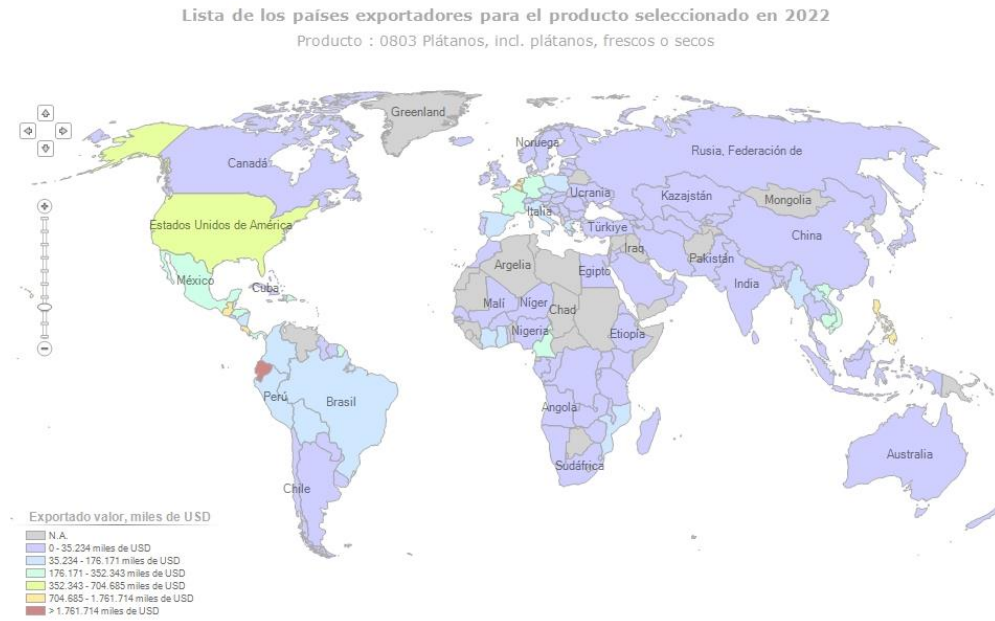 Lista de los países exportadores para el producto seleccionado en 2022
Producto : 0803 Plátanos, incl. plátanos, frescos o secos
Greenland
Noruega
Rusia, Federación de
Canadá
Ucrania
Kazajstán
Mongolia
Estados Unidos de América
Italia
Türkiye
China
Iraq
Pakistán
Argelia
Egipto
México
India
Cuba
Malí
Níger
Chad
Nigeria
Etiopía
Perú
Brasil
Angola
Australia
Sudáfrica
Chile
Exportado valor, miles de USD
N.A.
0 - 35.234 miles de USD
35.234 - 176.171 miles de USD
176.171 - 352.343 miles de USD
352.343 - 704.685 miles de USD
704.685 - 1.761.714 miles de USD
> 1.761.714 miles de USD